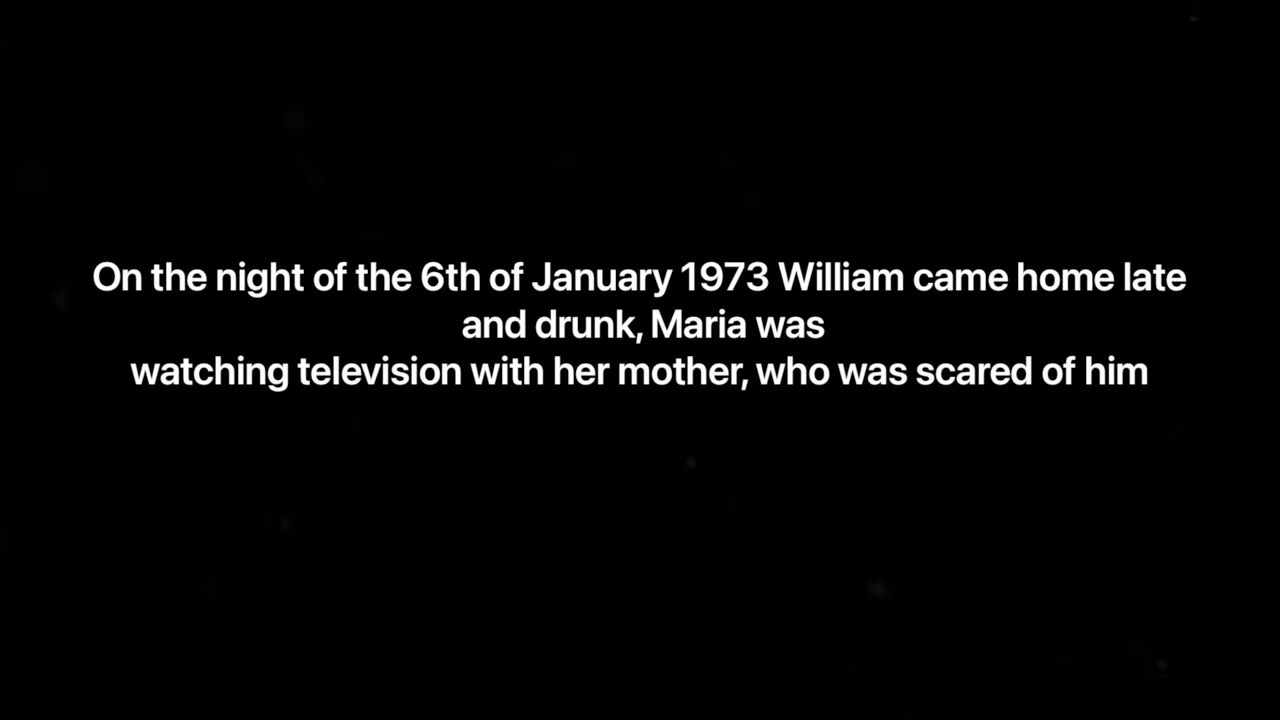 On the night of the 6th of January 1973 William came home late
and drunk, Maria was
watching television with her mother, who was scared of him